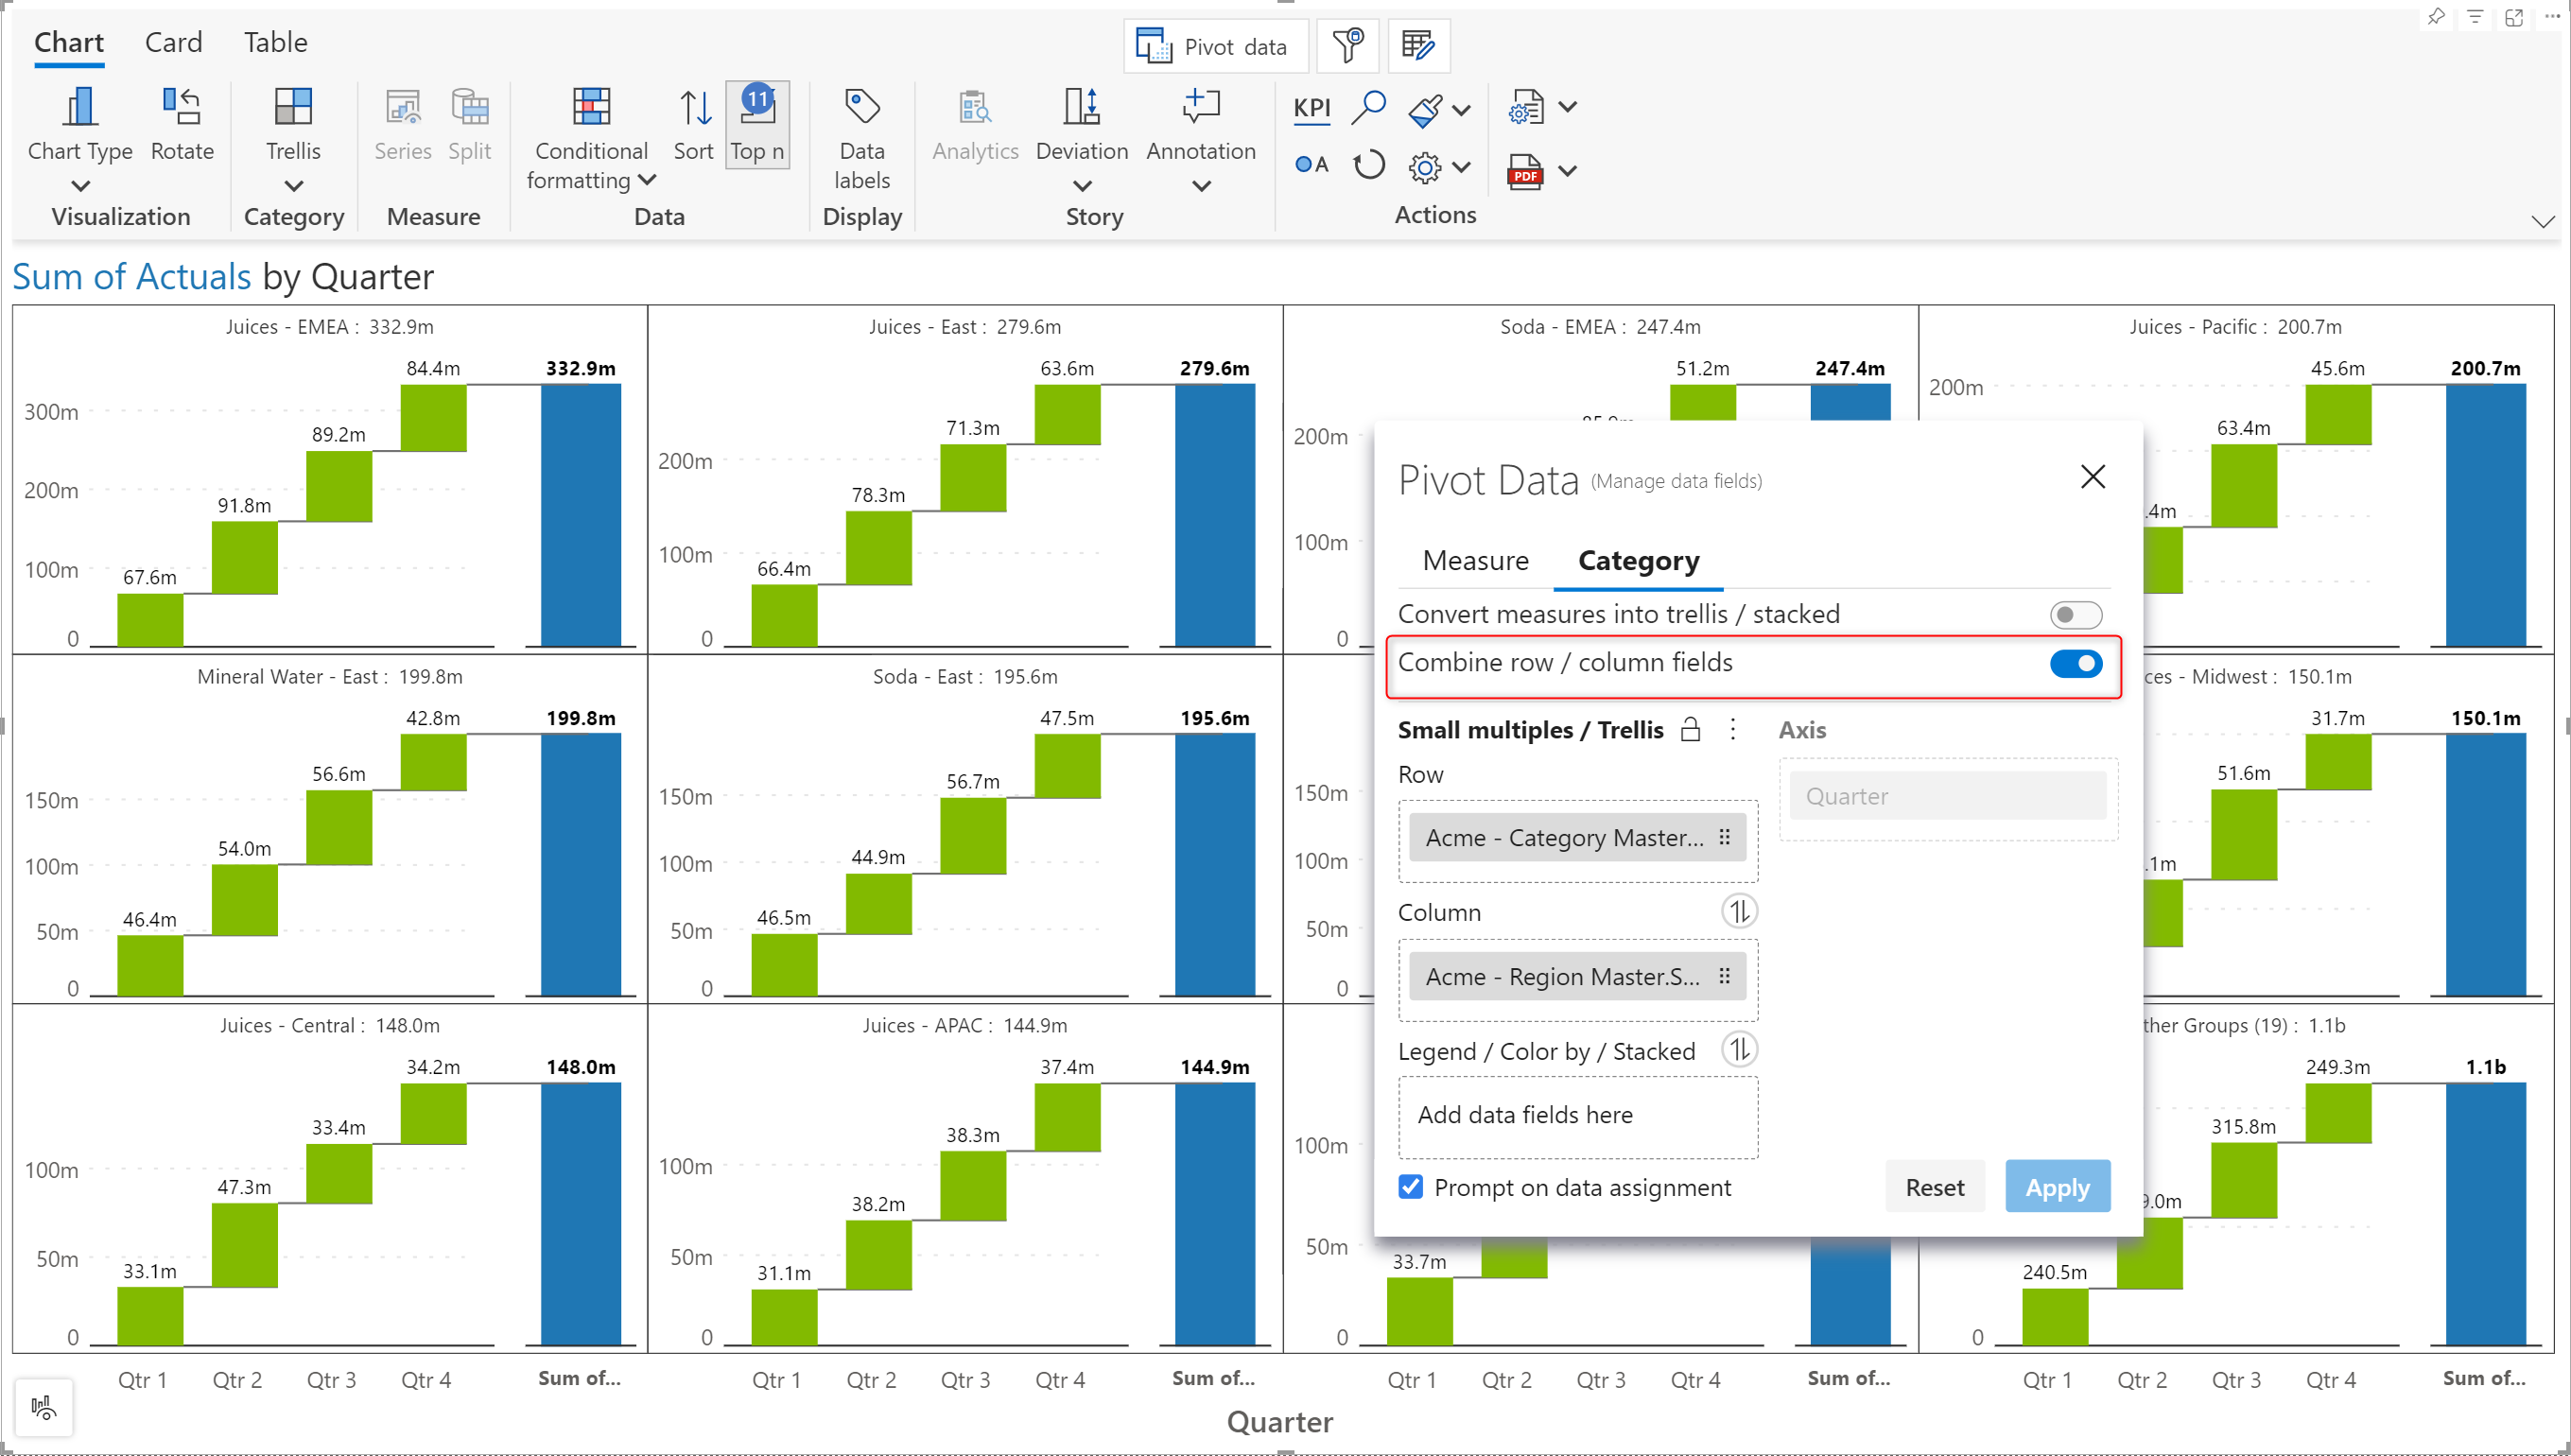 Chart Card Table
Pivot data
Chart Type
Rotate
Trellis
Series
Split
Conditional formatting
Sort
11
Top n
Data labels
Analytics
Deviation
Annotation
KPI
A
PDF
Visualization
Category
Measure
Data
Display
Story
Actions
Sum of Actuals by Quarter
Juices - EMEA : 332.9m
300m
200m
100m
0
67.6m
91.8m
89.2m
84.4m
332.9m
Juices - East : 279.6m
200m
100m
0
66.4m
78.3m
71.3m
63.6m
279.6m
Soda - EMEA : 247.4m
200m
100m
0
51.2m
247.4m
Juices - Pacific : 200.7m
200m
.4m
63.4m
45.6m
200.7m
Mineral Water - East : 199.8m
150m
100m
50m
0
46.4m
54.0m
56.6m
42.8m
199.8m
Soda - East : 195.6m
150m
100m
50m
0
46.5m
44.9m
56.7m
47.5m
195.6m
150m
100m
50m
0
ces - Midwest : 150.1m
.1m
51.6m
31.7m
150.1m
Juices - Central : 148.0m
100m
50m
0
33.1m
47.3m
33.4m
34.2m
148.0m
Juices - APAC : 144.9m
100m
50m
0
31.1m
38.2m
38.3m
37.4m
144.9m
100m
50m
0
33.7m
ther Groups (19) : 1.1b
0
240.5m
9.0m
315.8m
249.3m
1.1b
Pivot Data (Manage data fields)
Measure Category
Convert measures into trellis / stacked
Combine row / column fields
Small multiples / Trellis
Axis
Row
Quarter
Acme - Category Master...
Column
Acme - Region Master.S...
Legend / Color by / Stacked
Add data fields here
Prompt on data assignment
Reset
Apply
Qtr 1 Qtr 2 Qtr 3 Qtr 4 Sum of...
Qtr 1 Qtr 2 Qtr 3 Qtr 4 Sum of...
Qtr 1 Qtr 2 Qtr 3 Qtr 4 Sum of...
Qtr 1 Qtr 2 Qtr 3 Qtr 4 Sum of...
Quarter